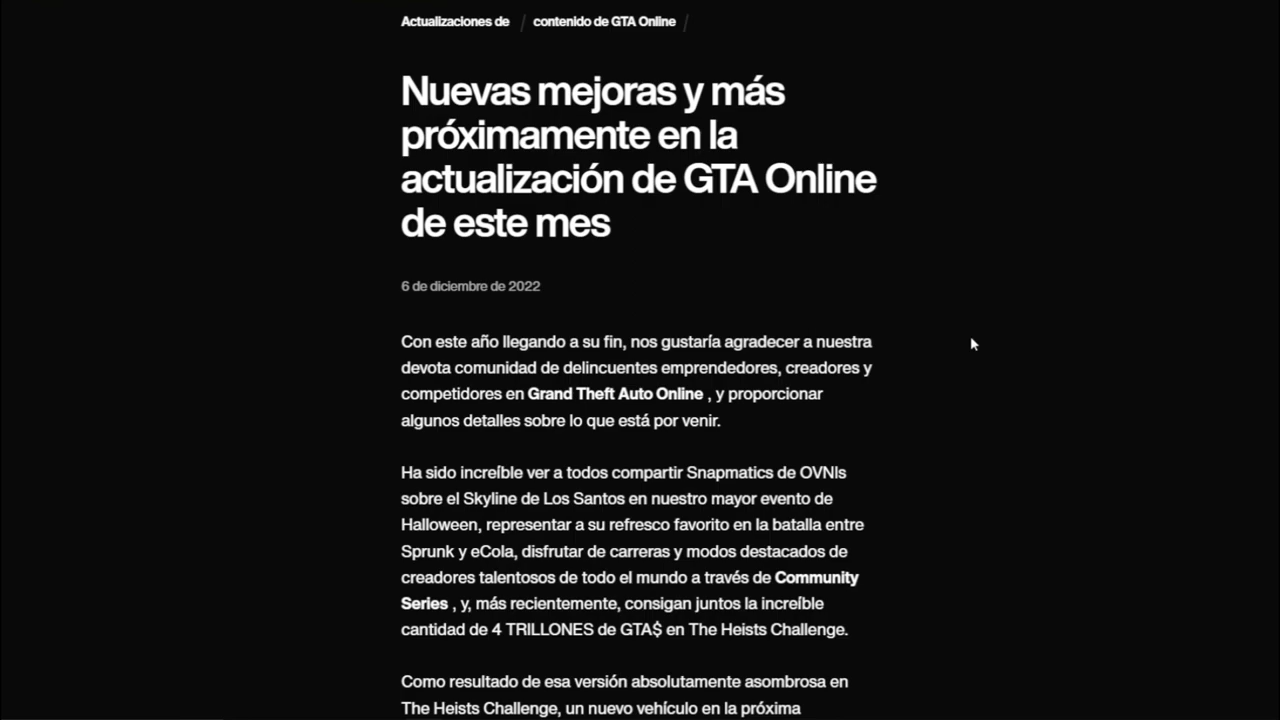 Actualizaciones de / contenido de GTA Online /
Nuevas mejoras y más
próximamente en la
actualización de GTA Online
de este mes
6 de diciembre de 2022
Con este año llegando a su fin, nos gustaría agradecer a nuestra
devota comunidad de delincuentes emprendedores, creadores y
competidores en Grand Theft Auto Online , y proporcionar
algunos detalles sobre lo que está por venir.
Ha sido increíble ver a todos compartir Snapmatics de OVNIs
sobre el Skyline de Los Santos en nuestro mayor evento de
Halloween, representar a su refresco favorito en la batalla entre
Sprunk y eCola, disfrutar de carreras y modos destacados de
creadores talentosos de todo el mundo a través de Community
Series , y, más recientemente, consigan juntos la increíble
cantidad de 4 TRILLONES de GTA$ en The Heists Challenge.
Como resultado de esa versión absolutamente asombrosa en
The Heists Challenge, un nuevo vehículo en la próxima